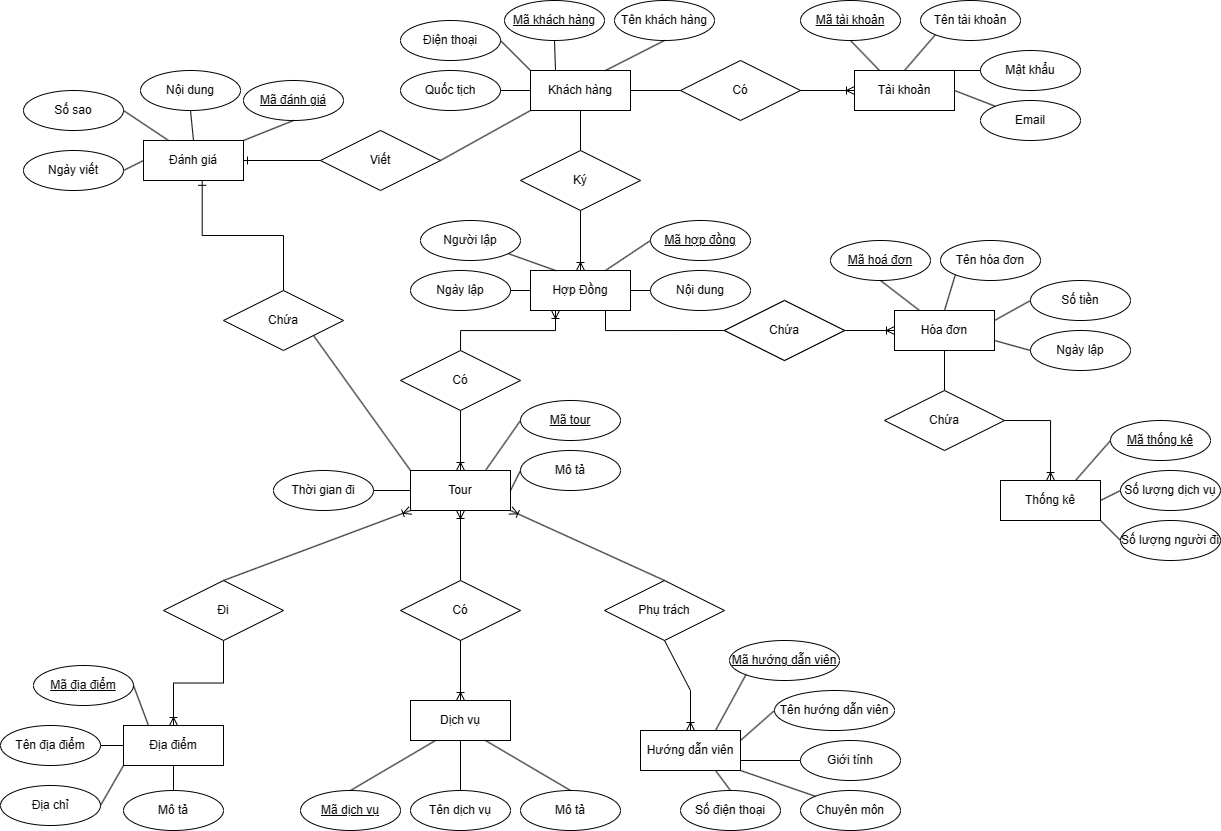 Mã khách hàng
Tên khách hàng
Mã tài khoản
Tên tài khoản
Điện thoại
Mật khẩu
Quốc tịch
Khách hàng
Có
Tài khoản
Nội dung
Mã đánh giá
Số sao
Email
Đánh giá
Viết
Ngày viết
Ký
Người lập
Mã hợp đồng
Mã hoá đơn
Tên hóa đơn
Ngày lập
Hợp Đồng
Nội dung
Số tiền
Chứa
Chứa
Hóa đơn
Ngày lập
Có
Mã tour
Chứa
Mã thống kê
Mô tả
Thời gian đi
Tour
Số lượng dịch vụ
Thống kê
Số lượng người đi
Đi
Có
Phụ trách
Mã hướng dẫn viên
Mã địa điểm
Tên hướng dẫn viên
Dịch vụ
Tên địa điểm
Địa điểm
Hướng dẫn viên
Giới tính
Địa chỉ
Mô tả
Mã dịch vụ
Tên dịch vụ
Mô tả
Số điện thoại
Chuyên môn